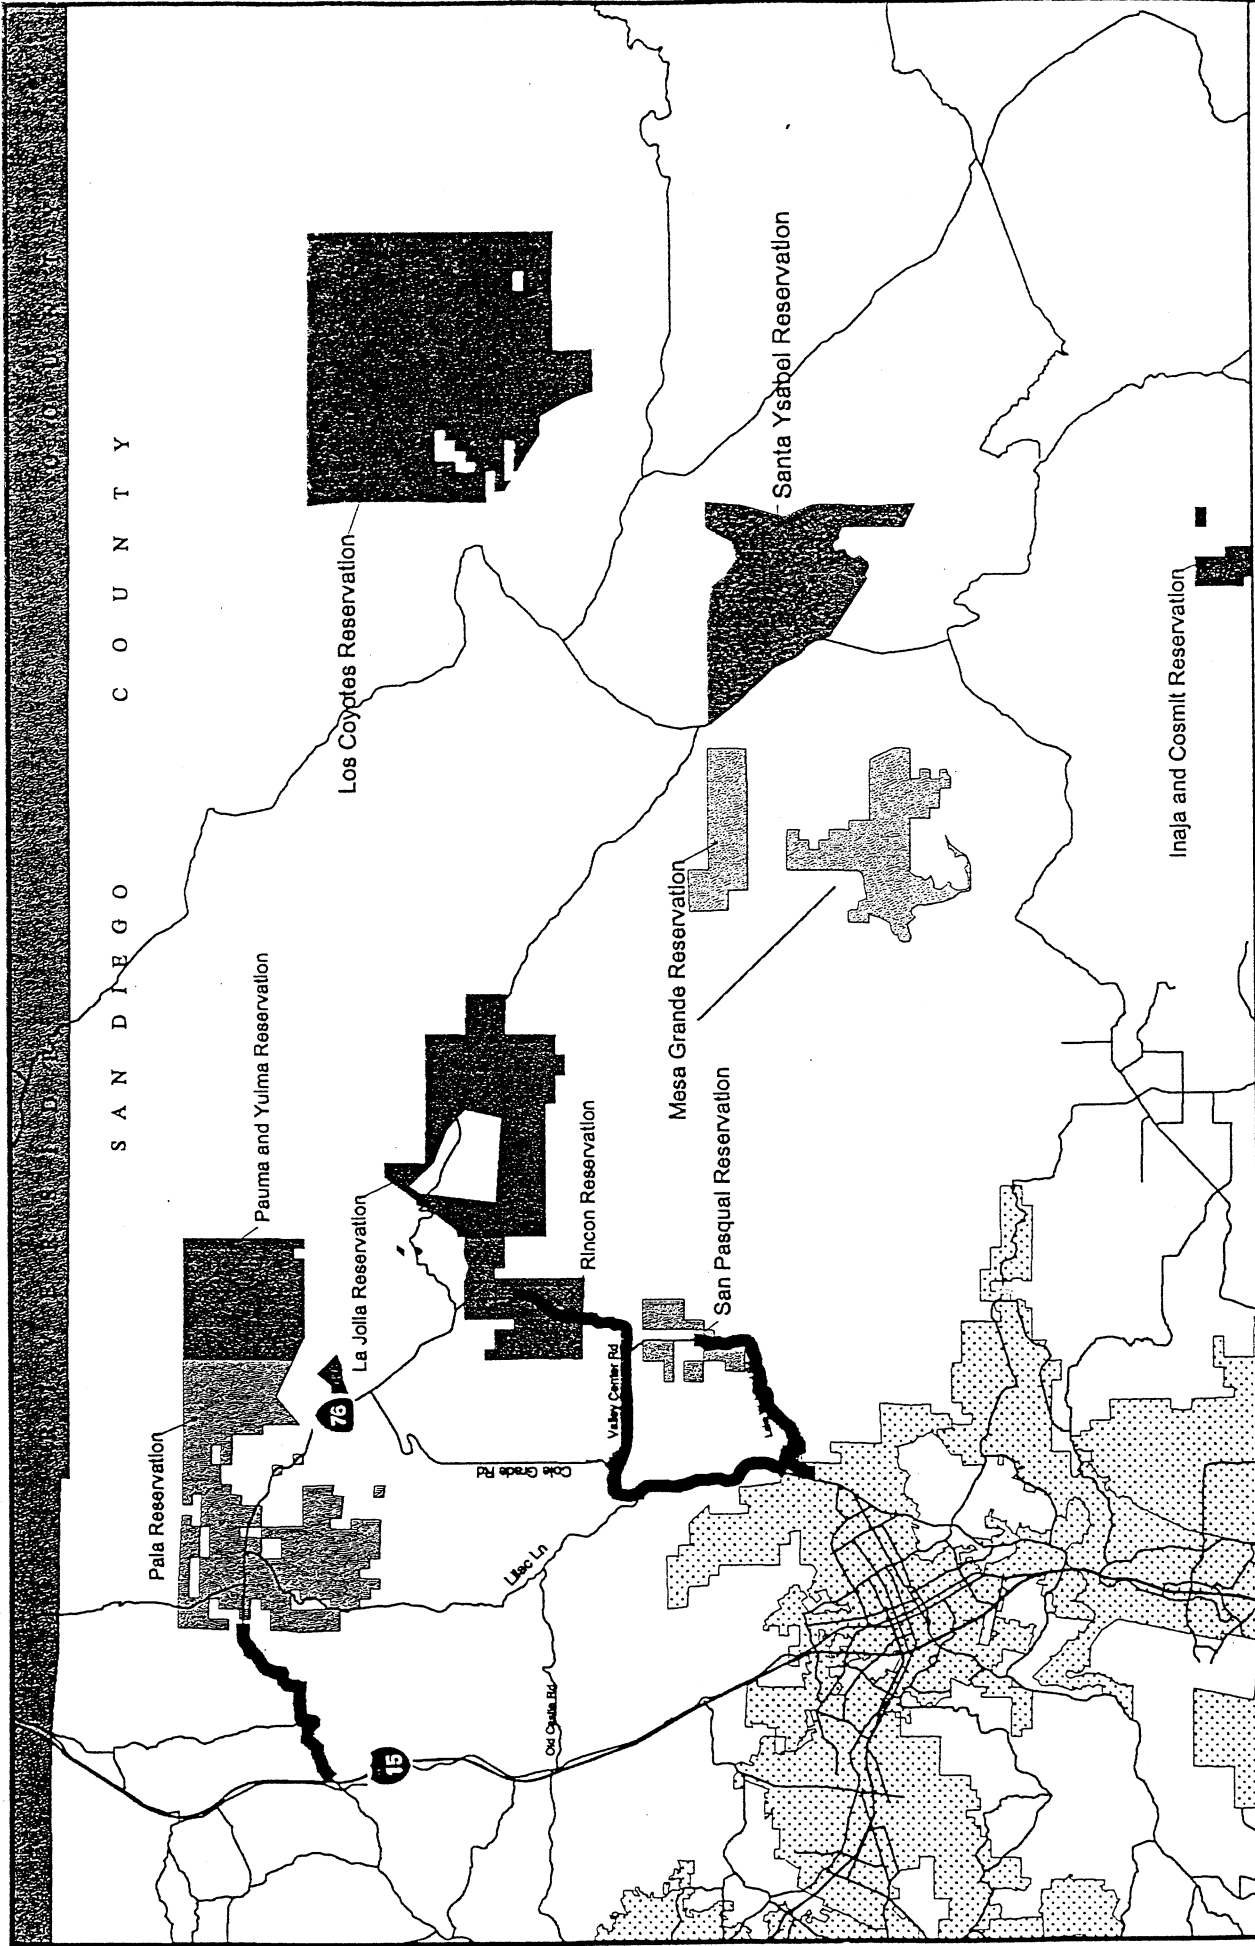 RIVERSIDE COUNTY
SAN DIEGO COUNTY
Pala Reservation
Pauma and Yuima Reservation
Los Coyotes Reservation
La Jolla Reservation
76
Rincon Reservation
15
Cole Grade Rd
Valley Center Rd
Lilac Ln
Old Castle Rd
San Pasqual Reservation
Mesa Grande Reservation
Santa Ysabel Reservation
Inaja and Cosmit Reservation